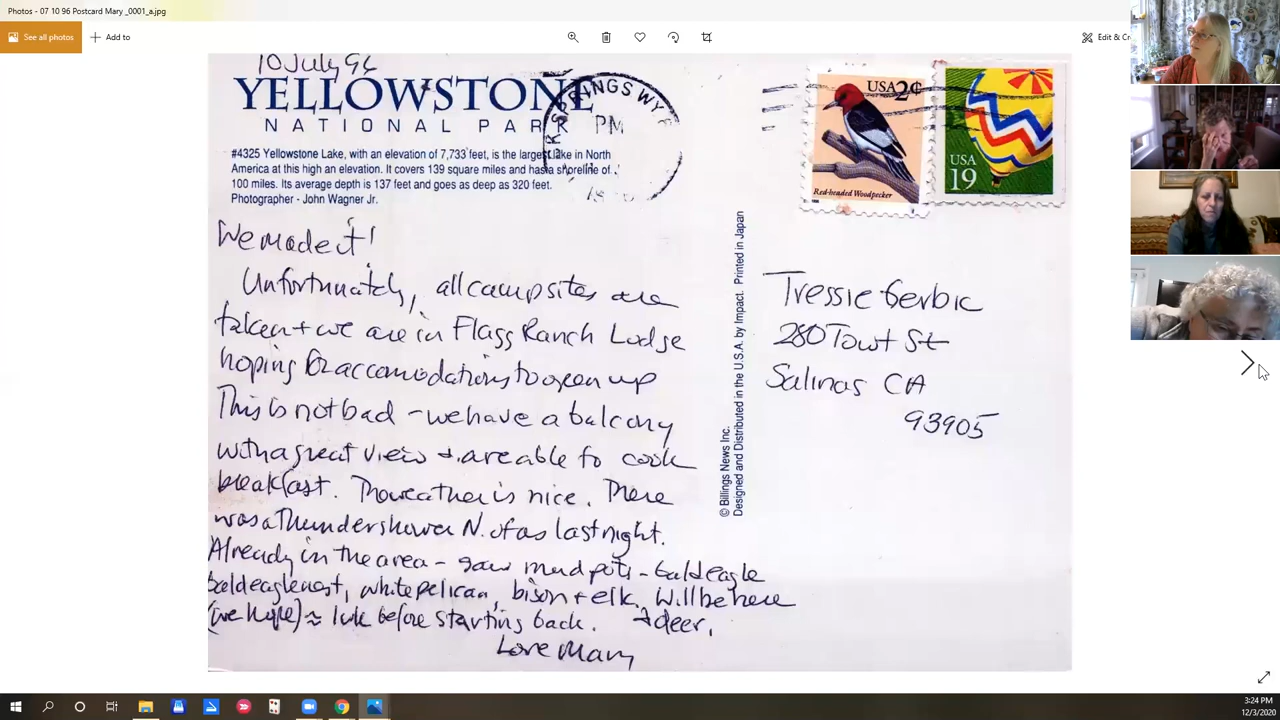 Photos - 07 10 96 Postcard Mary _0001_a.jpg
See all photos
Add to
Edit & Cr
10 July 96
YELLOWSTONE
NATIONAL PARK
#4325 Yellowstone Lake, with an elevation of 7,733 feet, is the largest lake in North
America at this high an elevation. It covers 139 square miles and has a shoreline of
100 miles. Its average depth is 137 feet and goes as deep as 320 feet.
Photographer - John Wagner Jr.
INGS WY
PM
USA 2¢
Red-headed Woodpecker
USA
19
We made it!
Unfortunately, all campsites are
taken + we are in Flagg Ranch Lodge
hoping for accomodations to open up
This is not bad - we have a balcony
with a great view + are able to cook
breakfast. The weather is nice. There
was a thundershower N. of us last night.
Already in the area - saw mud pots - bald eagle
bald eagle nest, white pelican, bison + elk. Will be here
(we hope) ≈ 1wk before starting back. + deer,
Love Mary
© Billings News Inc.
Designed and Distributed in the U.S.A. by Impact. Printed in Japan
Tressie Gerbic
280 Towt St
Salinas CA
93905
3:24 PM
12/3/2020